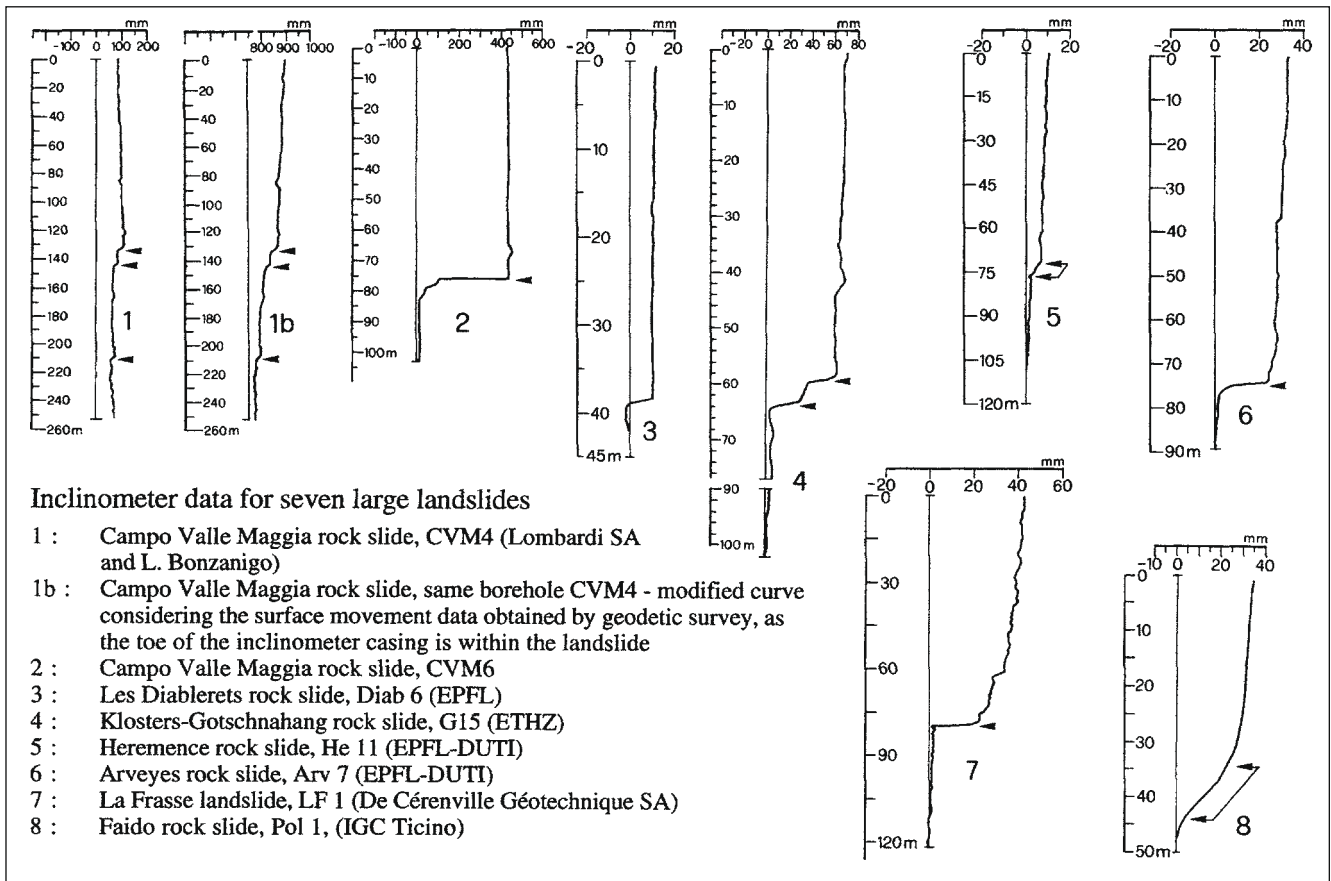 mm
-100 0 100 200
0
-20
-40
-60
-80
-100
-120
-140
-160
-180
-200
-220
-240
-260m
1
mm
800 900 1000
0
-20
-40
-60
-80
-100
-120
-140
-160
-180
-200
-220
-240
-260m
1b
mm
-100 0 200 400 600
0
-10
-20
-30
-40
-50
-60
-70
-80
-90
-100m
2
mm
-20 0 20
0
-10
-20
-30
-40
-45m
3
mm
-20 0 20 40 60 80
0
-10
-20
-30
-40
-50
-60
-70
-80
-90
-100m
4
mm
-20 0 20
0
-15
-30
-45
-60
-75
-90
-105
-120m
5
mm
-20 0 20 40
0
-10
-20
-30
-40
-50
-60
-70
-80
-90m
6
mm
-20 0 20 40 60
0
-30
-60
-90
-120m
7
mm
-10 0 20 40
0
-10
-20
-30
-40
-50m
8
Inclinometer data for seven large landslides
1 : Campo Valle Maggia rock slide, CVM4 (Lombardi SA
and L. Bonzanigo)
1b : Campo Valle Maggia rock slide, same borehole CVM4 - modified curve
considering the surface movement data obtained by geodetic survey, as
the toe of the inclinometer casing is within the landslide
2 : Campo Valle Maggia rock slide, CVM6
3 : Les Diablerets rock slide, Diab 6 (EPFL)
4 : Klosters-Gotschnahang rock slide, G15 (ETHZ)
5 : Heremence rock slide, He 11 (EPFL-DUTI)
6 : Arveyes rock slide, Arv 7 (EPFL-DUTI)
7 : La Frasse landslide, LF 1 (De Cérenville Géotechnique SA)
8 : Faido rock slide, Pol 1, (IGC Ticino)